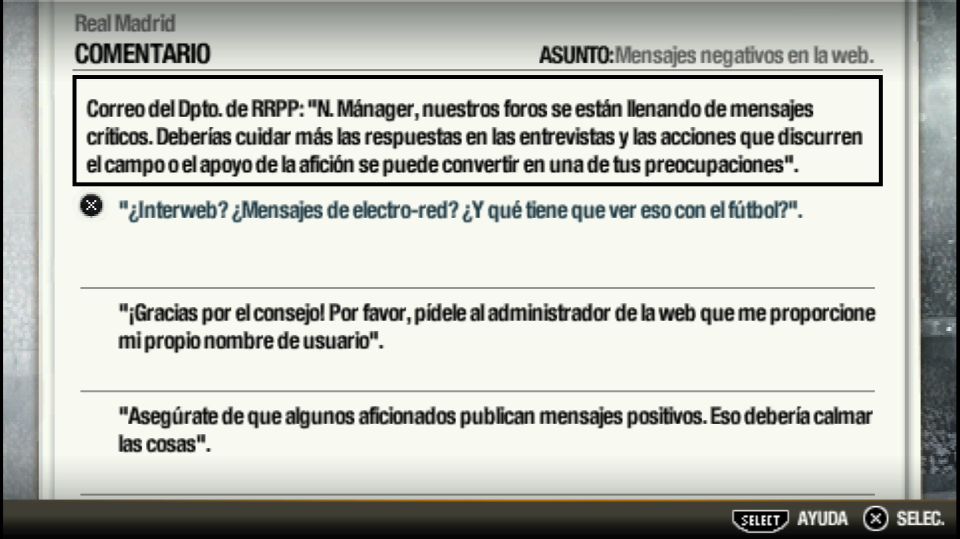 Real Madrid
COMENTARIO
ASUNTO:Mensajes negativos en la web.
Correo del Dpto. de RRPP: "N. Mánager, nuestros foros se están llenando de mensajes
críticos. Deberías cuidar más las respuestas en las entrevistas y las acciones que discurren
el campo o el apoyo de la afición se puede convertir en una de tus preocupaciones".
"¿Interweb? ¿Mensajes de electro-red? ¿Y qué tiene que ver eso con el fútbol?".
"¡Gracias por el consejo! Por favor, pídele al administrador de la web que me proporcione
mi propio nombre de usuario".
"Asegúrate de que algunos aficionados publican mensajes positivos. Eso debería calmar
las cosas".
SELECT AYUDA SELEC.